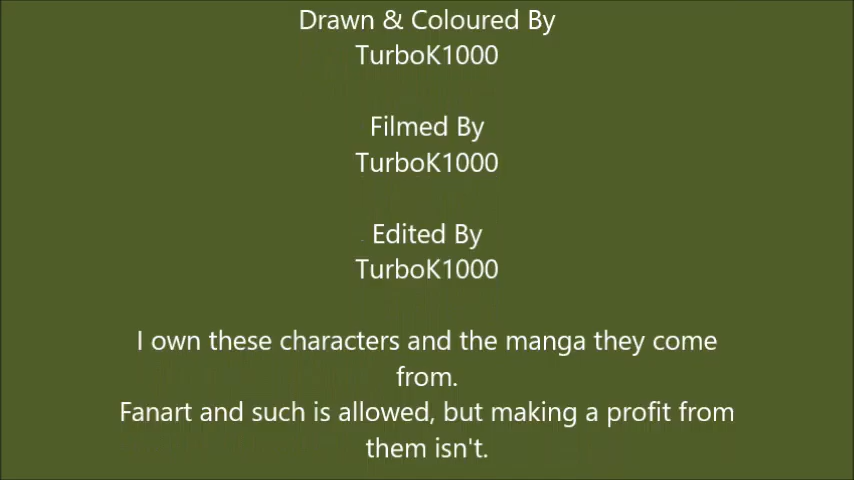 Drawn & Coloured By
TurboK1000
Filmed By
TurboK1000
Edited By
TurboK1000
I own these characters and the manga they come
from.
Fanart and such is allowed, but making a profit from
them isn't.